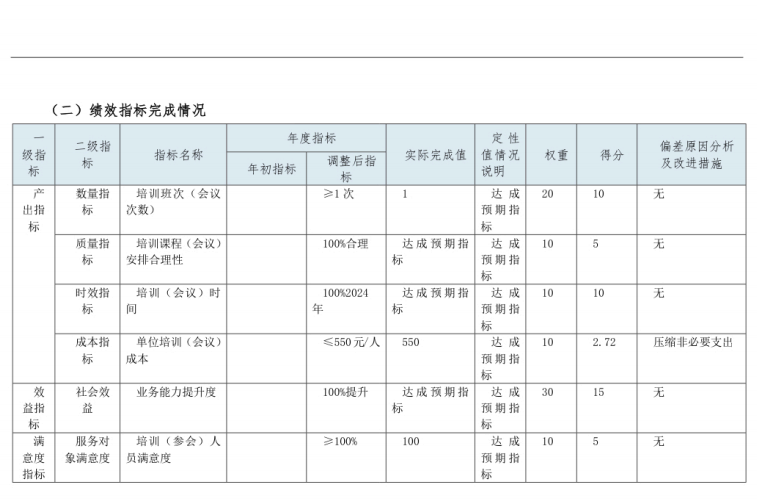 （二）绩效指标完成情况
一级指标 二级指标 指标名称 年度指标 实际完成值 定性值情况说明 权重 得分 偏差原因分析及改进措施
年初指标 调整后指标
产出指标 数量指标 培训班次（会议次数） ≥1 次 1 达成预期指标 20 10 无
质量指标 培训课程（会议）安排合理性 100%合理 达成预期指标 达成预期指标 10 5 无
时效指标 培训（会议）时间 100%2024年 达成预期指标 达成预期指标 10 10 无
成本指标 单位培训（会议）成本 ≤550 元/人 550 达成预期指标 10 2.72 压缩非必要支出
效益指标 社会效益 业务能力提升度 100%提升 达成预期指标 达成预期指标 30 15 无
满意度指标 服务对象满意度 培训（参会）人员满意度 ≥100% 100 达成预期指标 10 5 无